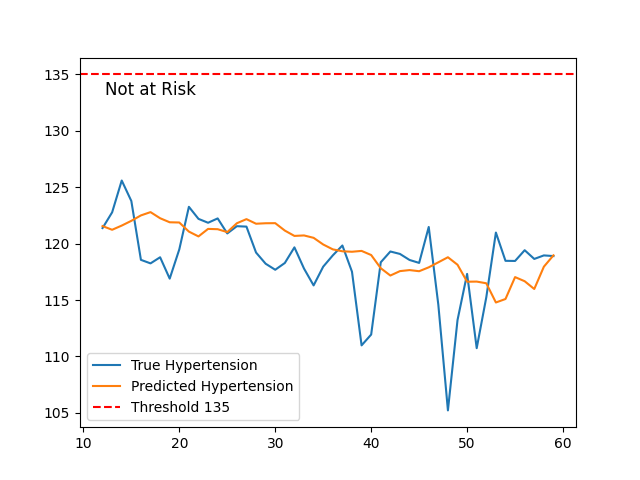 135
Not at Risk
130
125
120
115
110
105
True Hypertension
Predicted Hypertension
Threshold 135
10 20 30 40 50 60